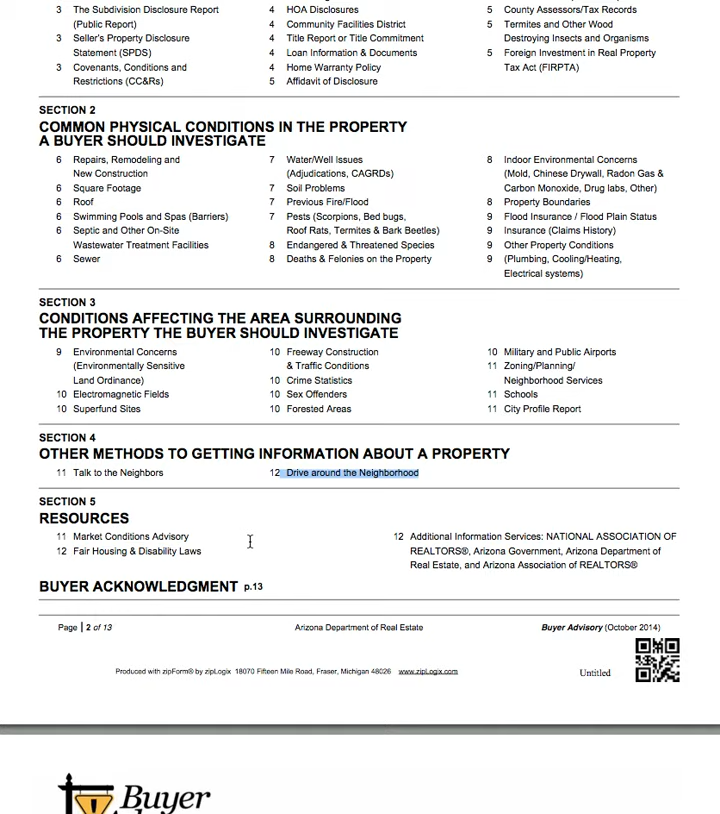 3 The Subdivision Disclosure Report
(Public Report)
3 Seller's Property Disclosure
Statement (SPDS)
3 Covenants, Conditions and
Restrictions (CC&Rs)
4 HOA Disclosures
4 Community Facilities District
4 Title Report or Title Commitment
4 Loan Information & Documents
4 Home Warranty Policy
5 Affidavit of Disclosure
5 County Assessors/Tax Records
5 Termites and Other Wood
Destroying Insects and Organisms
5 Foreign Investment in Real Property
Tax Act (FIRPTA)
SECTION 2
COMMON PHYSICAL CONDITIONS IN THE PROPERTY
A BUYER SHOULD INVESTIGATE
6 Repairs, Remodeling and
New Construction
6 Square Footage
6 Roof
6 Swimming Pools and Spas (Barriers)
6 Septic and Other On-Site
Wastewater Treatment Facilities
6 Sewer
7 Water/Well Issues
(Adjudications, CAGRDs)
7 Soil Problems
7 Previous Fire/Flood
7 Pests (Scorpions, Bed bugs,
Roof Rats, Termites & Bark Beetles)
8 Endangered & Threatened Species
8 Deaths & Felonies on the Property
8 Indoor Environmental Concerns
(Mold, Chinese Drywall, Radon Gas &
Carbon Monoxide, Drug labs, Other)
8 Property Boundaries
9 Flood Insurance / Flood Plain Status
9 Insurance (Claims History)
9 Other Property Conditions
9 (Plumbing, Cooling/Heating,
Electrical systems)
SECTION 3
CONDITIONS AFFECTING THE AREA SURROUNDING
THE PROPERTY THE BUYER SHOULD INVESTIGATE
9 Environmental Concerns
(Environmentally Sensitive
Land Ordinance)
10 Electromagnetic Fields
10 Superfund Sites
10 Freeway Construction
& Traffic Conditions
10 Crime Statistics
10 Sex Offenders
10 Forested Areas
10 Military and Public Airports
11 Zoning/Planning/
Neighborhood Services
11 Schools
11 City Profile Report
SECTION 4
OTHER METHODS TO GETTING INFORMATION ABOUT A PROPERTY
11 Talk to the Neighbors
12 Drive around the Neighborhood
SECTION 5
RESOURCES
11 Market Conditions Advisory
12 Fair Housing & Disability Laws
12 Additional Information Services: NATIONAL ASSOCIATION OF
REALTORS®, Arizona Government, Arizona Department of
Real Estate, and Arizona Association of REALTORS®
BUYER ACKNOWLEDGMENT p.13
Page | 2 of 13
Arizona Department of Real Estate
Buyer Advisory (October 2014)
Produced with zipForm® by zipLogix 18070 Fifteen Mile Road, Fraser, Michigan 48026 www.zipLogix.com
Untitled
Buyer